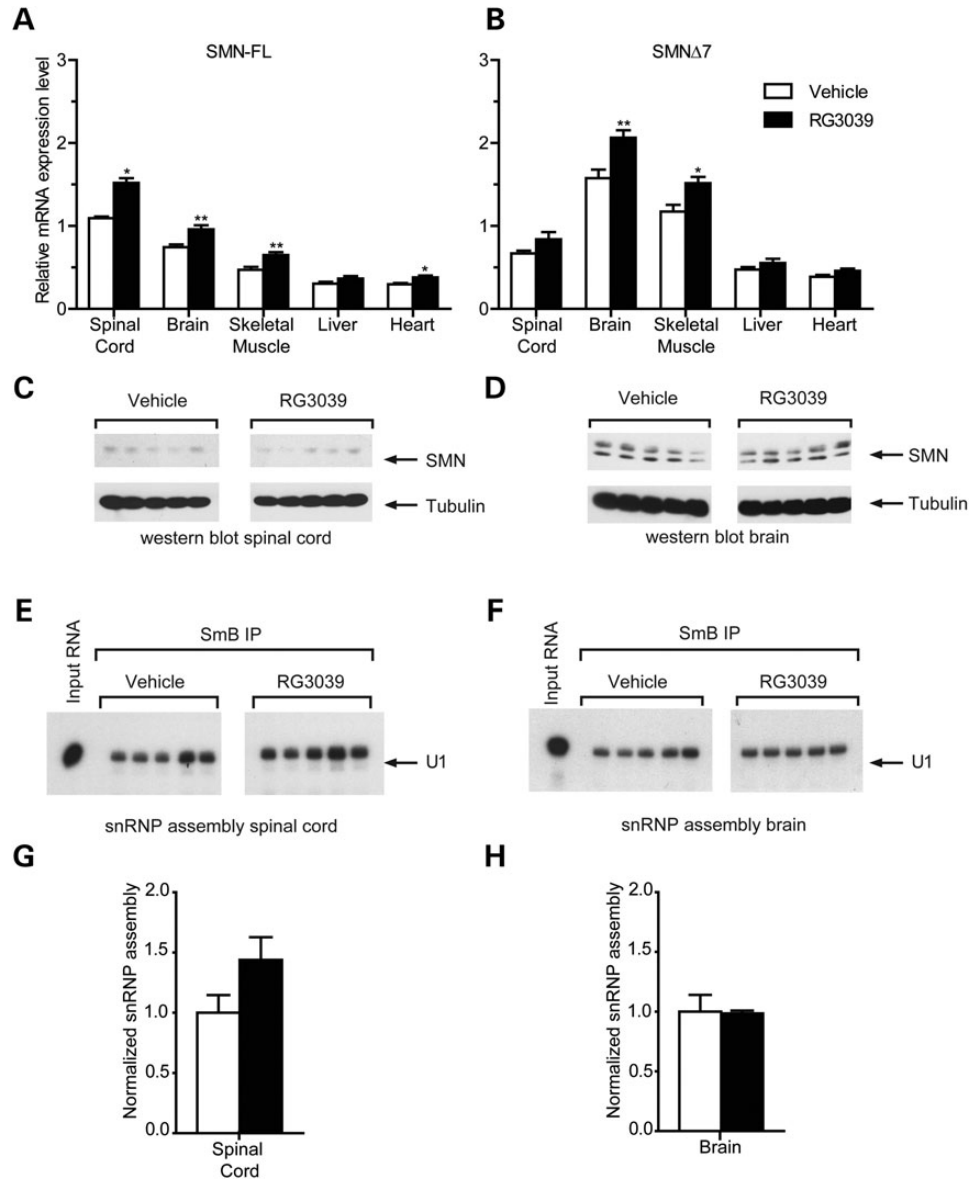 A
SMN-FL
Relative mRNA expression level
3
2
1
0
*
**
**
*
Spinal Cord
Brain
Skeletal Muscle
Liver
Heart
B
SMNΔ7
Vehicle
RG3039
3
2
1
0
**
*
Spinal Cord
Brain
Skeletal Muscle
Liver
Heart
C
Vehicle
RG3039
SMN
Tubulin
western blot spinal cord
D
Vehicle
RG3039
SMN
Tubulin
western blot brain
E
Input RNA
SmB IP
Vehicle
RG3039
U1
snRNP assembly spinal cord
F
Input RNA
SmB IP
Vehicle
RG3039
U1
snRNP assembly brain
G
Normalized snRNP assembly
2.0
1.5
1.0
0.5
0.0
Spinal
Cord
H
Normalized snRNP assembly
2.0
1.5
1.0
0.5
0.0
Brain